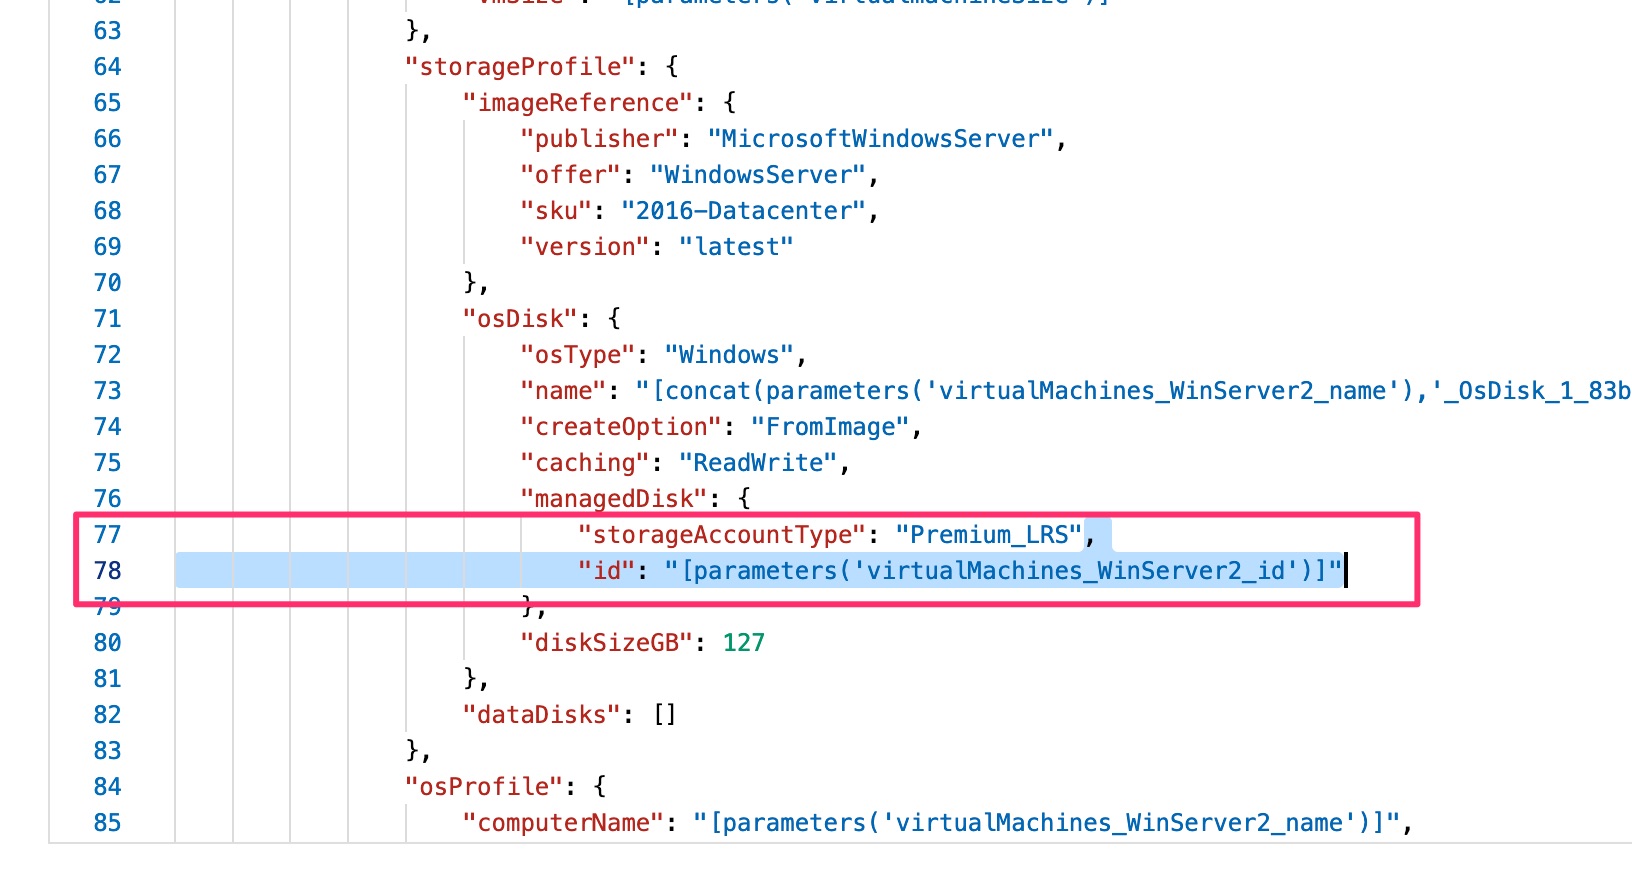 62 "vmSize": "[parameters('virtualMachineSize')]"
63 },
64 "storageProfile": {
65 "imageReference": {
66 "publisher": "MicrosoftWindowsServer",
67 "offer": "WindowsServer",
68 "sku": "2016-Datacenter",
69 "version": "latest"
70 },
71 "osDisk": {
72 "osType": "Windows",
73 "name": "[concat(parameters('virtualMachines_WinServer2_name'),'_OsDisk_1_83b
74 "createOption": "FromImage",
75 "caching": "ReadWrite",
76 "managedDisk": {
77 "storageAccountType": "Premium_LRS",
78 "id": "[parameters('virtualMachines_WinServer2_id')]"
79 },
80 "diskSizeGB": 127
81 },
82 "dataDisks": []
83 },
84 "osProfile": {
85 "computerName": "[parameters('virtualMachines_WinServer2_name')]",